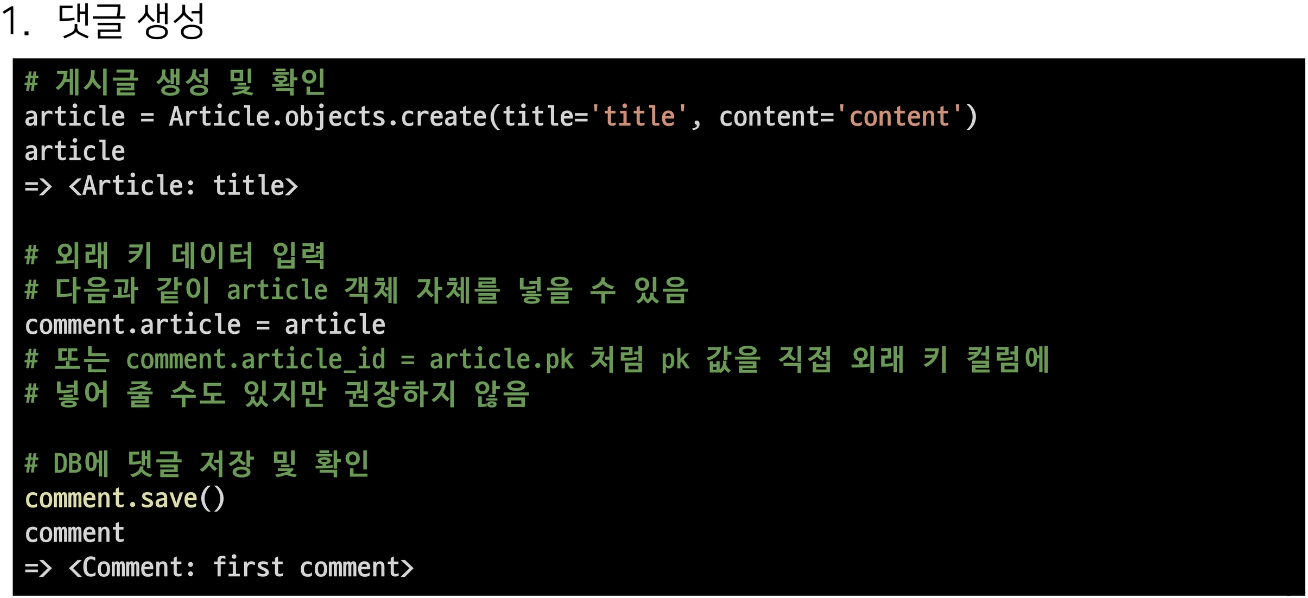 1. 댓글 생성
# 게시글 생성 및 확인
article = Article.objects.create(title='title', content='content')
article
=> <Article: title>
# 외래 키 데이터 입력
# 다음과 같이 article 객체 자체를 넣을 수 있음
comment.article = article
# 또는 comment.article_id = article.pk 처럼 pk 값을 직접 외래 키 컬럼에
# 넣어 줄 수도 있지만 권장하지 않음
# DB에 댓글 저장 및 확인
comment.save()
comment
=> <Comment: first comment>